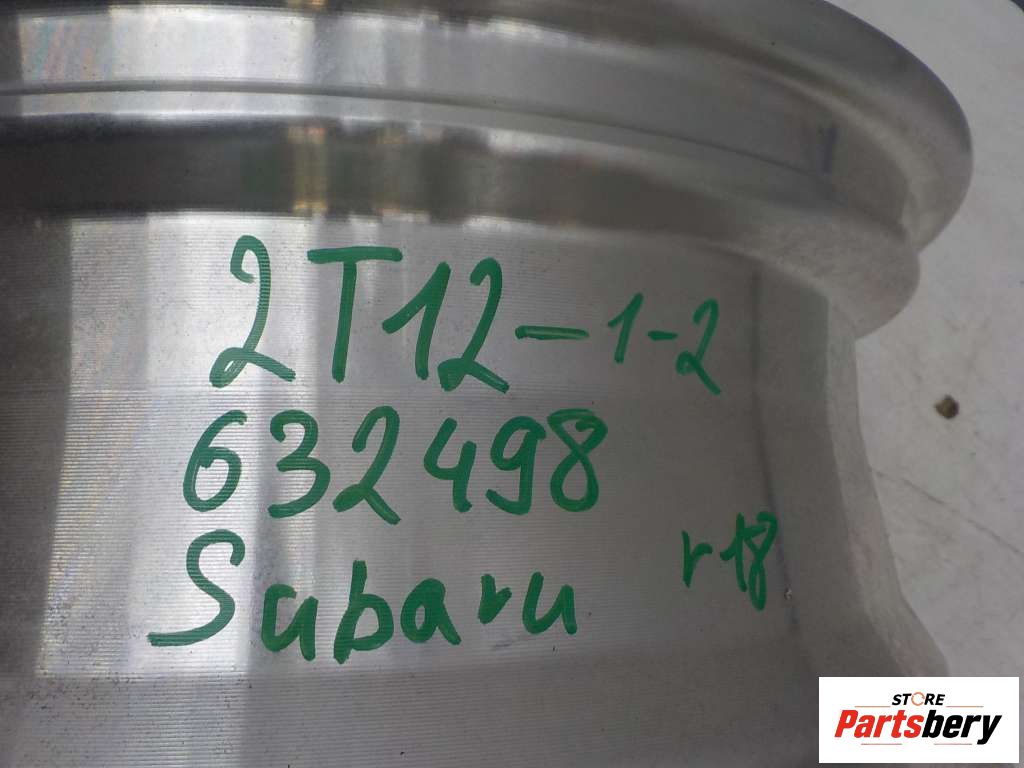 2T12-1-2
632498
Subaru r18
STORE
Partsbery